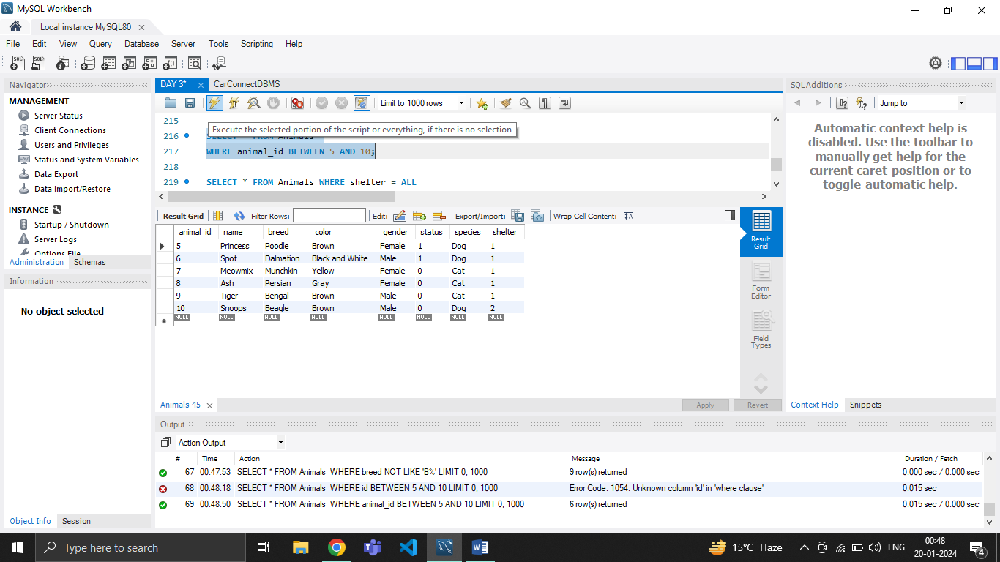 MySQL Workbench
Local instance MySQL80
File Edit View Query Database Server Tools Scripting Help
Navigator
MANAGEMENT
Server Status
Client Connections
Users and Privileges
Status and System Variables
Data Export
Data Import/Restore
INSTANCE
Startup / Shutdown
Server Logs
Options File
Administration Schemas
Information
No object selected
Object Info Session
DAY 3* CarConnectDBMS
Limit to 1000 rows
215
Execute the selected portion of the script or everything, if there is no selection
216 SELECT * FROM Animals
217 WHERE animal_id BETWEEN 5 AND 10;
218
219 SELECT * FROM Animals WHERE shelter = ALL
Result Grid Filter Rows: Edit: Export/Import: Wrap Cell Content:
animal_id name breed color gender status species shelter
5 Princess Poodle Brown Female 1 Dog 1
6 Spot Dalmation Black and White Male 1 Dog 1
7 Meowmix Munchkin Yellow Female 0 Cat 1
8 Ash Persian Gray Female 0 Cat 1
9 Tiger Bengal Brown Male 0 Cat 1
10 Snoops Beagle Brown Male 0 Dog 2
NULL NULL NULL NULL NULL NULL NULL NULL
Result
Grid
Form
Editor
Field
Types
Animals 45 Apply Revert
SQLAdditions
Jump to
Automatic context help is
disabled. Use the toolbar to
manually get help for the
current caret position or to
toggle automatic help.
Context Help Snippets
Output
Action Output
# Time Action Message Duration / Fetch
67 00:47:53 SELECT * FROM Animals WHERE breed NOT LIKE 'B%' LIMIT 0, 1000 9 row(s) returned 0.000 sec / 0.000 sec
68 00:48:18 SELECT * FROM Animals WHERE id BETWEEN 5 AND 10 LIMIT 0, 1000 Error Code: 1054. Unknown column 'id' in 'where clause' 0.015 sec
69 00:48:50 SELECT * FROM Animals WHERE animal_id BETWEEN 5 AND 10 LIMIT 0, 1000 6 row(s) returned 0.015 sec / 0.000 sec
Type here to search
15°C Haze
ENG
00:48
20-01-2024
4